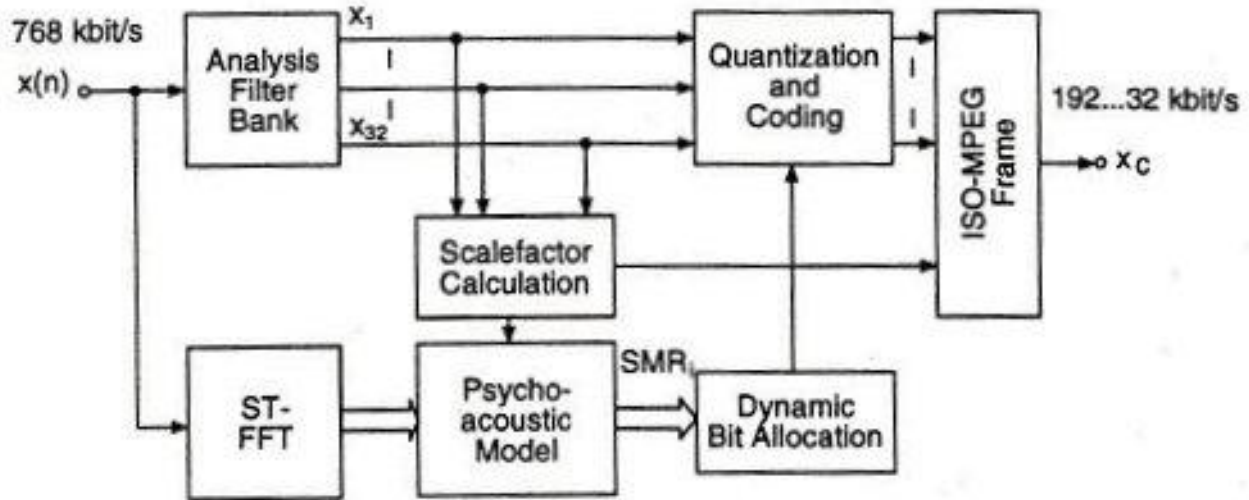 768 kbit/s
x(n)
Analysis
Filter
Bank
x1
x32
Quantization
and
Coding
ISO-MPEG
Frame
192...32 kbit/s
xC
Scalefactor
Calculation
ST-
FFT
Psycho-
acoustic
Model
SMRi
Dynamic
Bit Allocation